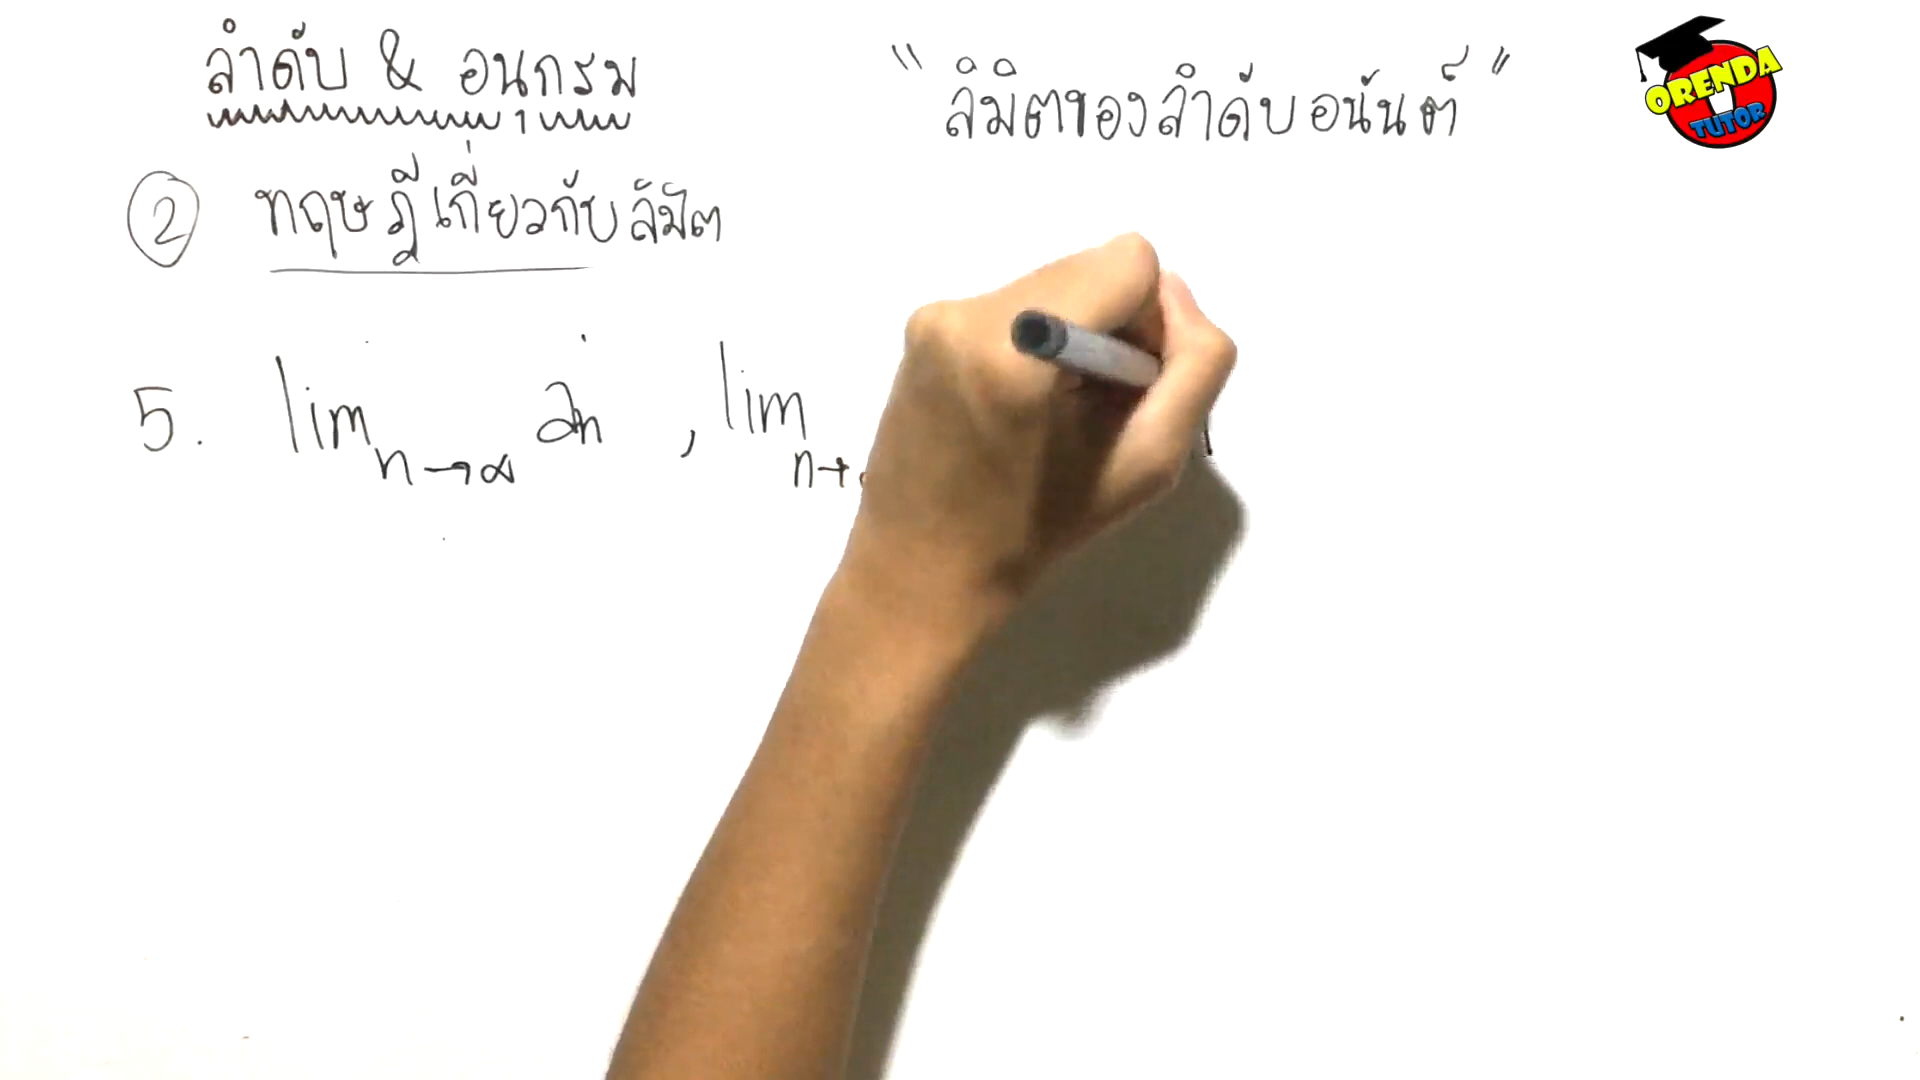 ลำดับ & อนุกรม
"ลิมิตของลำดับอนันต์"
ORENDA TUTOR
② ทฤษฎีเกี่ยวกับลิมิต
5. lim n→∞ an , lim n→